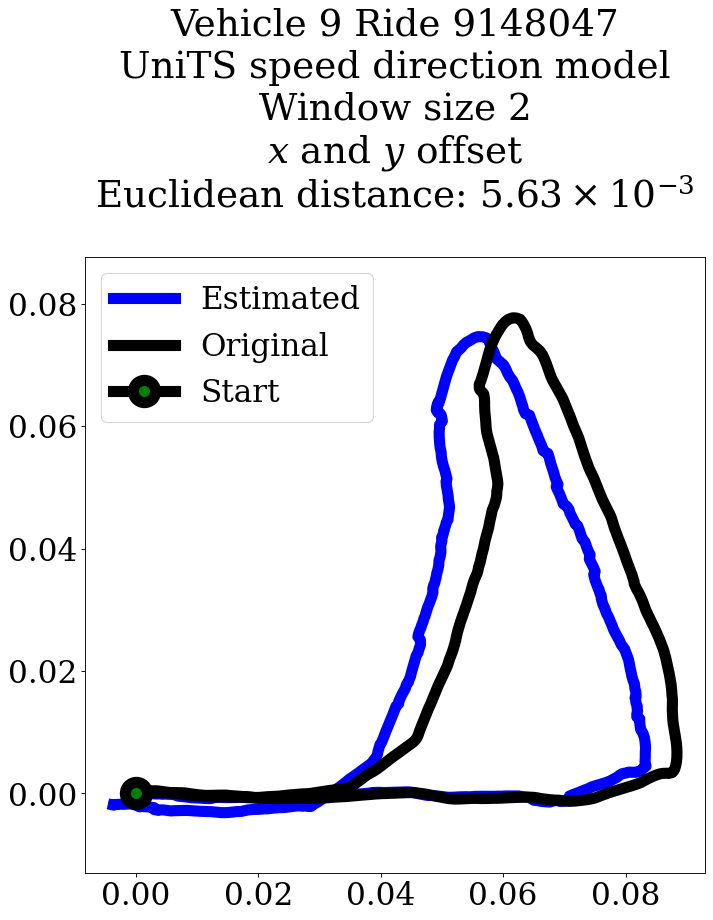 Vehicle 9 Ride 9148047
UniTS speed direction model
Window size 2
x and y offset
Euclidean distance: 5.63 × 10⁻³
Estimated
Original
Start
0.08
0.06
0.04
0.02
0.00
0.00 0.02 0.04 0.06 0.08